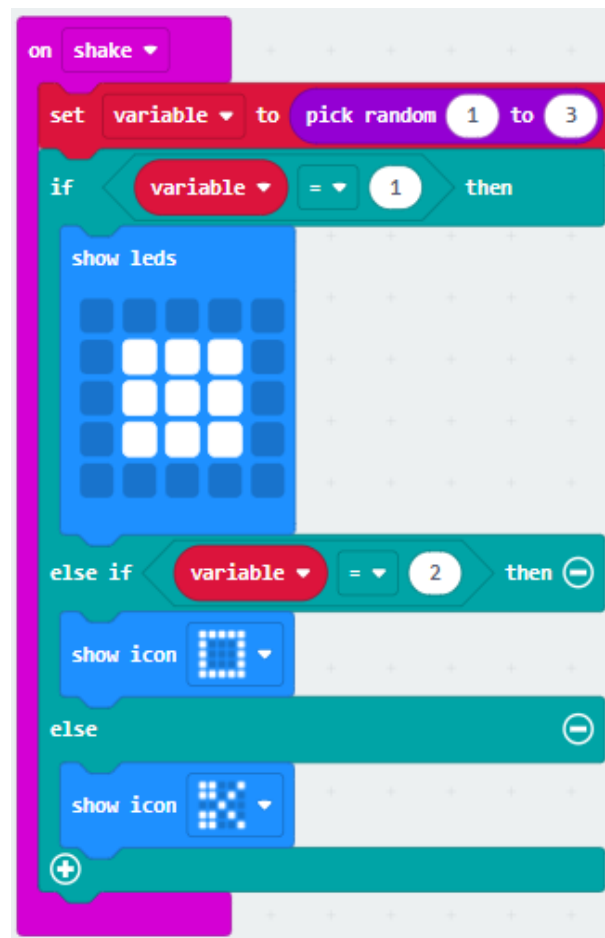 on shake
set variable to pick random 1 to 3
if variable = 1 then
show leds
else if variable = 2 then
show icon
else
show icon